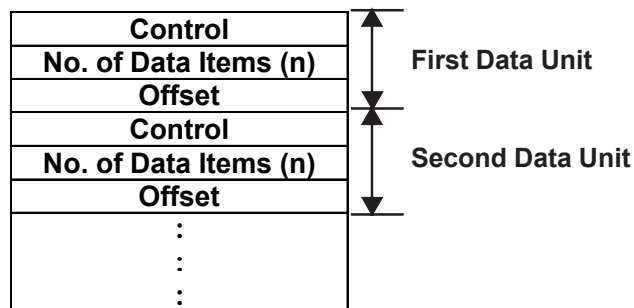 Control
No. of Data Items (n)
First Data Unit
Offset
Control
No. of Data Items (n)
Second Data Unit
Offset
:
:
: